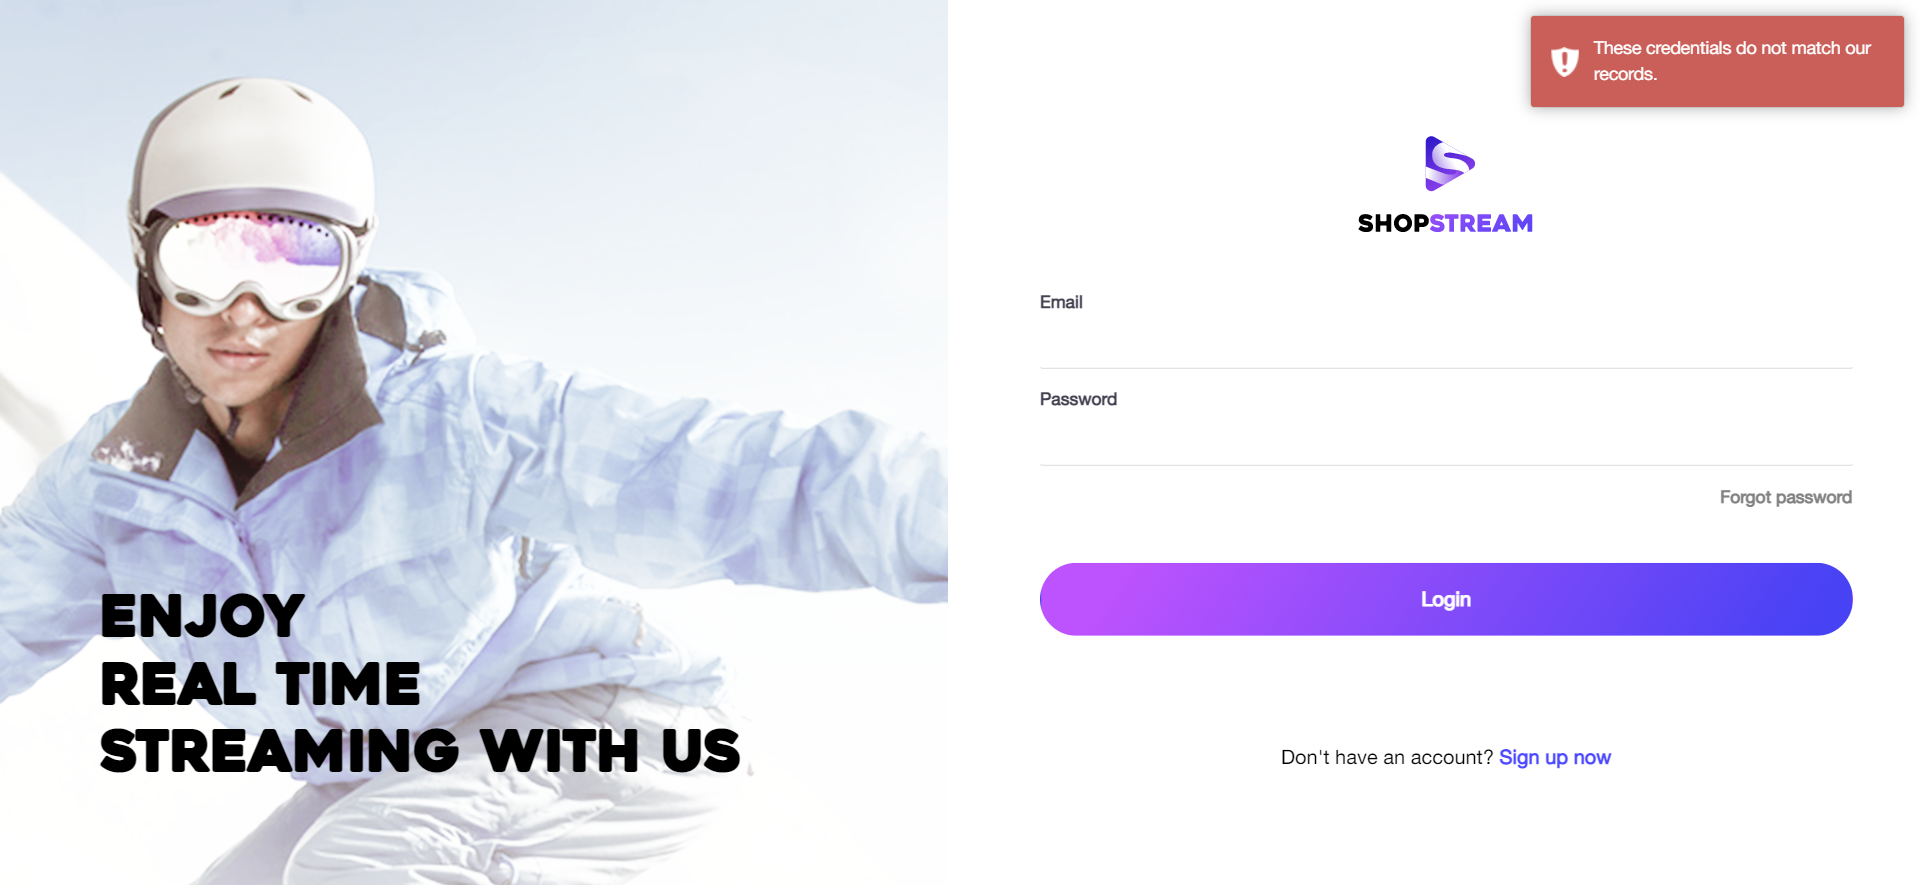 These credentials do not match our
records.
SHOPSTREAM
Email
Password
Forgot password
Login
Don't have an account? Sign up now
ENJOY
REAL TIME
STREAMING WITH US